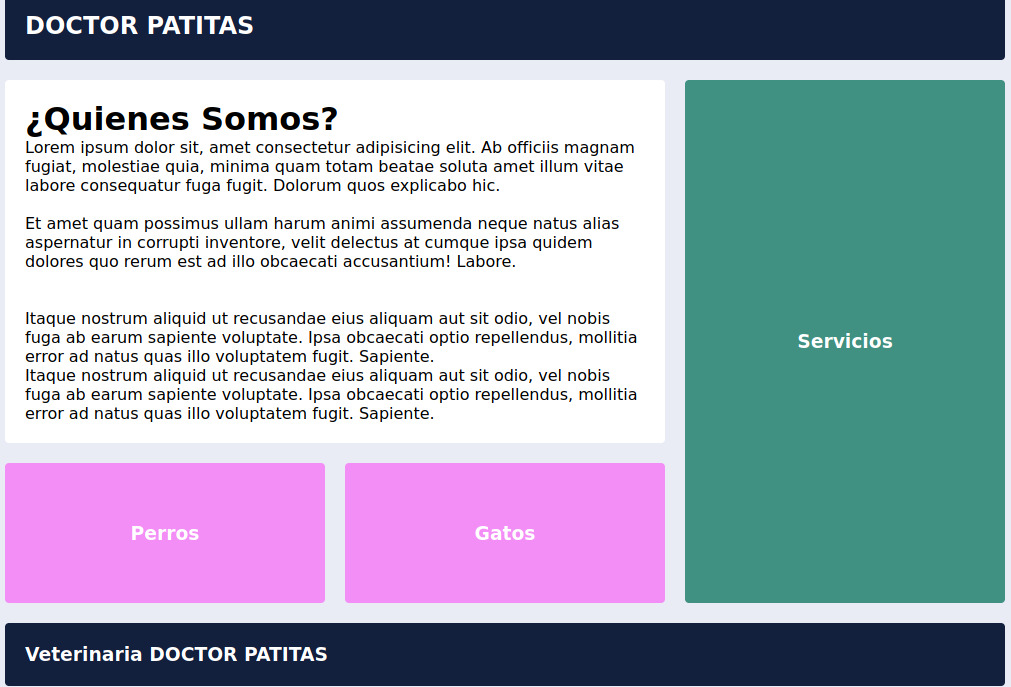 DOCTOR PATITAS
¿Quienes Somos?
Lorem ipsum dolor sit, amet consectetur adipisicing elit. Ab officiis magnam
fugiat, molestiae quia, minima quam totam beatae soluta amet illum vitae
labore consequatur fuga fugit. Dolorum quos explicabo hic.
Et amet quam possimus ullam harum animi assumenda neque natus alias
aspernatur in corrupti inventore, velit delectus at cumque ipsa quidem
dolores quo rerum est ad illo obcaecati accusantium! Labore.
Itaque nostrum aliquid ut recusandae eius aliquam aut sit odio, vel nobis
fuga ab earum sapiente voluptate. Ipsa obcaecati optio repellendus, mollitia
error ad natus quas illo voluptatem fugit. Sapiente.
Itaque nostrum aliquid ut recusandae eius aliquam aut sit odio, vel nobis
fuga ab earum sapiente voluptate. Ipsa obcaecati optio repellendus, mollitia
error ad natus quas illo voluptatem fugit. Sapiente.
Servicios
Perros
Gatos
Veterinaria DOCTOR PATITAS